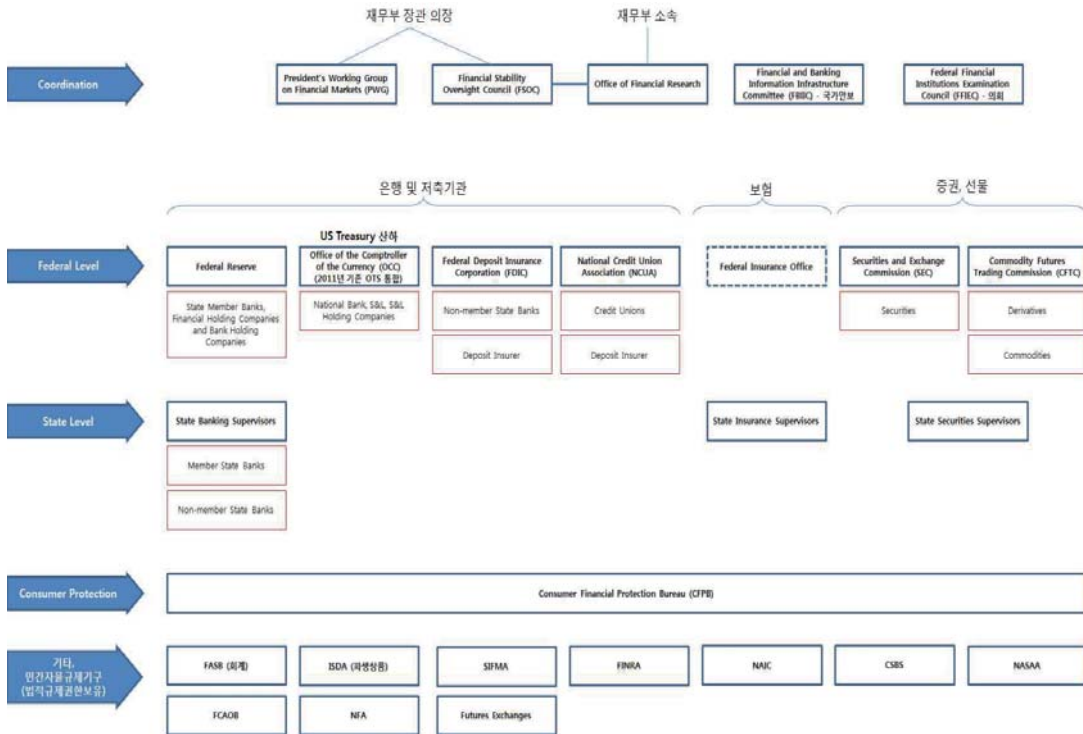 재무부 장관 의장
재무부 소속
Coordination
President's Working Group
on Financial Markets (PWG)
Financial Stability
Oversight Council (FSOC)
Office of Financial Research
Financial and Banking
Information Infrastructure
Committee (FBIIC) - 국가안보
Federal Financial
Institutions Examination
Council (FFIEC) - 의회
은행 및 저축기관
보험
증권, 선물
US Treasury 산하
Federal Level
Federal Reserve
Office of the Comptroller
of the Currency (OCC)
(2011년 기존 OTS 통합)
Federal Deposit Insurance
Corporation (FDIC)
National Credit Union
Association (NCUA)
Federal Insurance Office
Securities and Exchange
Commission (SEC)
Commodity Futures
Trading Commission (CFTC)
State Member Banks,
Financial Holding Companies
and Bank Holding
Companies
National Bank, S&L, S&L
Holding Companies
Non-member State Banks
Credit Unions
Securities
Derivatives
Deposit Insurer
Deposit Insurer
Commodities
State Level
State Banking Supervisors
State Insurance Supervisors
State Securities Supervisors
Member State Banks
Non-member State Banks
Consumer Protection
Consumer Financial Protection Bureau (CFPB)
기타,
민간자율규제기구
(법적규제권한보유)
FASB (회계)
ISDA (파생상품)
SIFMA
FINRA
NAIC
CSBS
NASAA
FCAOB
NFA
Futures Exchanges